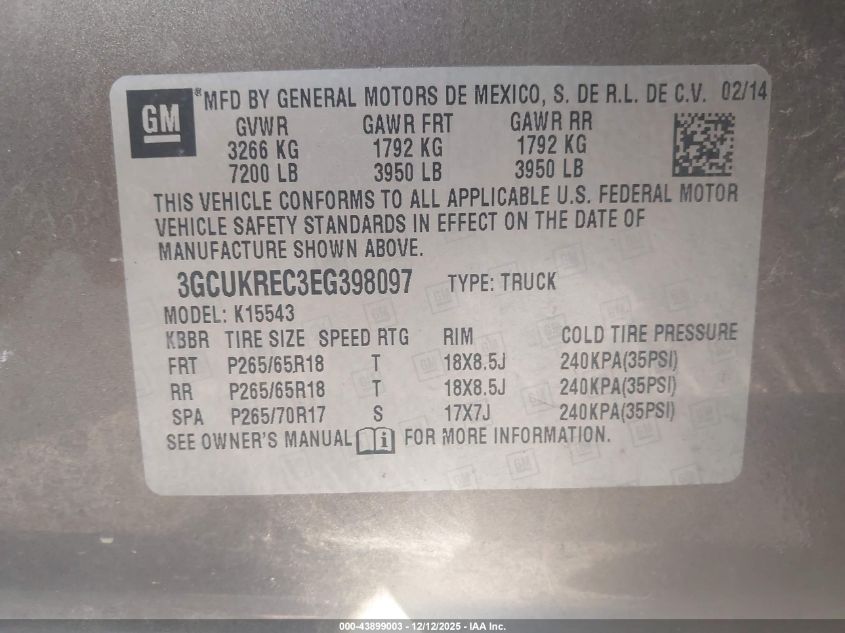 GM
®MFD BY GENERAL MOTORS DE MEXICO, S. DE R.L. DE C.V. 02/14
GVWR GAWR FRT GAWR RR
3266 KG 1792 KG 1792 KG
7200 LB 3950 LB 3950 LB
THIS VEHICLE CONFORMS TO ALL APPLICABLE U.S. FEDERAL MOTOR
VEHICLE SAFETY STANDARDS IN EFFECT ON THE DATE OF
MANUFACTURE SHOWN ABOVE.
3GCUKREC3EG398097 TYPE: TRUCK
MODEL: K15543
KBBR TIRE SIZE SPEED RTG RIM COLD TIRE PRESSURE
FRT P265/65R18 T 18X8.5J 240KPA(35PSI)
RR P265/65R18 T 18X8.5J 240KPA(35PSI)
SPA P265/70R17 S 17X7J 240KPA(35PSI)
SEE OWNER'S MANUAL i FOR MORE INFORMATION.
000-43899003 - 12/12/2025 - IAA Inc.